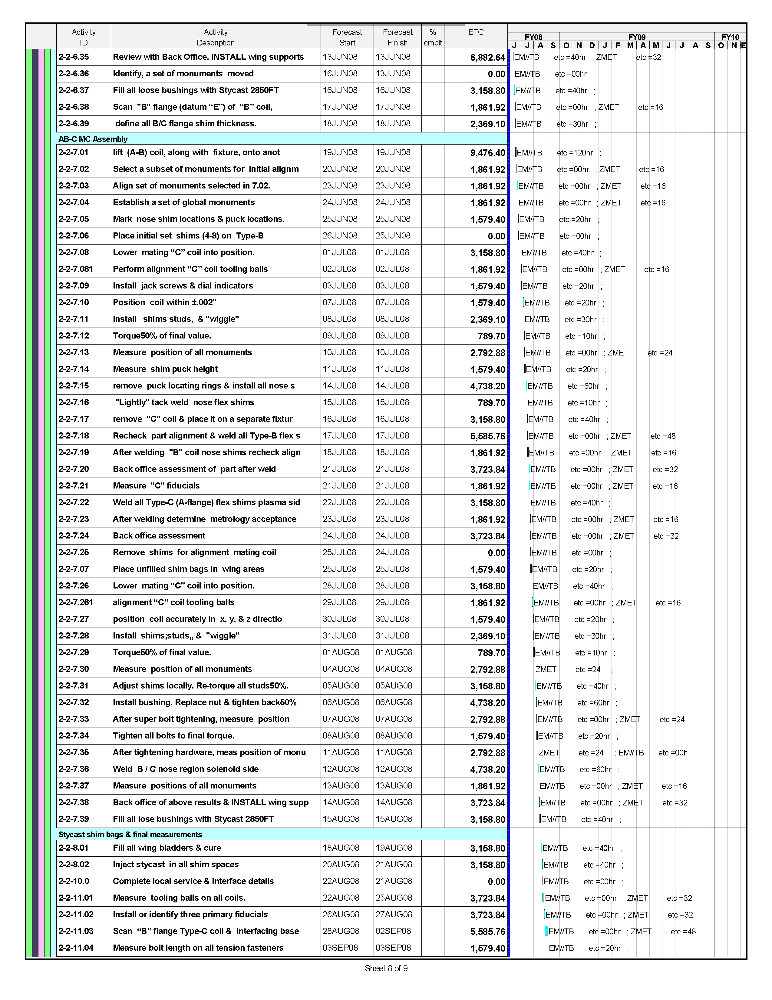 Activity ID Activity Description Forecast Start Forecast Finish % cmplt ETC FY08 FY09 FY10
J J A S O N D J F M A M J J A S O N E
2-2-6.35 Review with Back Office. INSTALL wing supports 13JUN08 13JUN08 6,882.64 EM//TB etc =40hr ; ZMET etc =32
2-2-6.36 Identify, a set of monuments moved 16JUN08 13JUN08 0.00 EM//TB etc =00hr ;
2-2-6.37 Fill all loose bushings with Stycast 2850FT 16JUN08 16JUN08 3,158.80 EM//TB etc =40hr ;
2-2-6.38 Scan "B" flange (datum “E”) of “B” coil, 17JUN08 17JUN08 1,861.92 EM//TB etc =00hr ; ZMET etc =16
2-2-6.39 define all B/C flange shim thickness. 18JUN08 18JUN08 2,369.10 EM//TB etc =30hr ;
AB-C MC Assembly
2-2-7.01 lift (A-B) coil, along with fixture, onto anot 19JUN08 19JUN08 9,476.40 EM//TB etc =120hr ;
2-2-7.02 Select a subset of monuments for initial alignm 20JUN08 20JUN08 1,861.92 EM//TB etc =00hr ; ZMET etc =16
2-2-7.03 Align set of monuments selected in 7.02. 23JUN08 23JUN08 1,861.92 EM//TB etc =00hr ; ZMET etc =16
2-2-7.04 Establish a set of global monuments 24JUN08 24JUN08 1,861.92 EM//TB etc =00hr ; ZMET etc =16
2-2-7.05 Mark nose shim locations & puck locations. 25JUN08 25JUN08 1,579.40 EM//TB etc =20hr ;
2-2-7.06 Place initial set shims (4-8) on Type-B 26JUN08 25JUN08 0.00 EM//TB etc =00hr ;
2-2-7.08 Lower mating “C” coil into position. 01JUL08 01JUL08 3,158.80 EM//TB etc =40hr ;
2-2-7.081 Perform alignment “C” coil tooling balls 02JUL08 02JUL08 1,861.92 EM//TB etc =00hr ; ZMET etc =16
2-2-7.09 Install jack screws & dial indicators 03JUL08 03JUL08 1,579.40 EM//TB etc =20hr ;
2-2-7.10 Position coil within ±.002" 07JUL08 07JUL08 1,579.40 EM//TB etc =20hr ;
2-2-7.11 Install shims studs, & "wiggle" 08JUL08 08JUL08 2,369.10 EM//TB etc =30hr ;
2-2-7.12 Torque50% of final value. 09JUL08 09JUL08 789.70 EM//TB etc =10hr ;
2-2-7.13 Measure position of all monuments 10JUL08 10JUL08 2,792.88 EM//TB etc =00hr ; ZMET etc =24
2-2-7.14 Measure shim puck height 11JUL08 11JUL08 1,579.40 EM//TB etc =20hr ;
2-2-7.15 remove puck locating rings & install all nose s 14JUL08 14JUL08 4,738.20 EM//TB etc =60hr ;
2-2-7.16 "Lightly" tack weld nose flex shims 15JUL08 15JUL08 789.70 EM//TB etc =10hr ;
2-2-7.17 remove "C" coil & place it on a separate fixtur 16JUL08 16JUL08 3,158.80 EM//TB etc =40hr ;
2-2-7.18 Recheck part alignment & weld all Type-B flex s 17JUL08 17JUL08 5,585.76 EM//TB etc =00hr ; ZMET etc =48
2-2-7.19 After welding "B" coil nose shims recheck align 18JUL08 18JUL08 1,861.92 EM//TB etc =00hr ; ZMET etc =16
2-2-7.20 Back office assessment of part after weld 21JUL08 21JUL08 3,723.84 EM//TB etc =00hr ; ZMET etc =32
2-2-7.21 Measure "C" fiducials 21JUL08 21JUL08 1,861.92 EM//TB etc =00hr ; ZMET etc =16
2-2-7.22 Weld all Type-C (A-flange) flex shims plasma sid 22JUL08 22JUL08 3,158.80 EM//TB etc =40hr ;
2-2-7.23 After welding determine metrology acceptance 23JUL08 23JUL08 1,861.92 EM//TB etc =00hr ; ZMET etc =16
2-2-7.24 Back office assessment 24JUL08 24JUL08 3,723.84 EM//TB etc =00hr ; ZMET etc =32
2-2-7.25 Remove shims for alignment mating coil 25JUL08 24JUL08 0.00 EM//TB etc =00hr ;
2-2-7.07 Place unfilled shim bags in wing areas 25JUL08 25JUL08 1,579.40 EM//TB etc =20hr ;
2-2-7.26 Lower mating “C” coil into position. 28JUL08 28JUL08 3,158.80 EM//TB etc =40hr ;
2-2-7.261 alignment “C” coil tooling balls 29JUL08 29JUL08 1,861.92 EM//TB etc =00hr ; ZMET etc =16
2-2-7.27 position coil accurately in x, y, & z directio 30JUL08 30JUL08 1,579.40 EM//TB etc =20hr ;
2-2-7.28 Install shims;studs,, & "wiggle" 31JUL08 31JUL08 2,369.10 EM//TB etc =30hr ;
2-2-7.29 Torque50% of final value. 01AUG08 01AUG08 789.70 EM//TB etc =10hr ;
2-2-7.30 Measure position of all monuments 04AUG08 04AUG08 2,792.88 ZMET etc =24 ;
2-2-7.31 Adjust shims locally. Re-torque all studs50%. 05AUG08 05AUG08 3,158.80 EM//TB etc =40hr ;
2-2-7.32 Install bushing. Replace nut & tighten back50% 06AUG08 06AUG08 4,738.20 EM//TB etc =60hr ;
2-2-7.33 After super bolt tightening, measure position 07AUG08 07AUG08 2,792.88 EM//TB etc =00hr ; ZMET etc =24
2-2-7.34 Tighten all bolts to final torque. 08AUG08 08AUG08 1,579.40 EM//TB etc =20hr ;
2-2-7.35 After tightening hardware, meas position of monu 11AUG08 11AUG08 2,792.88 ZMET etc =24 ; EM//TB etc =00h
2-2-7.36 Weld B / C nose region solenoid side 12AUG08 12AUG08 4,738.20 EM//TB etc =60hr ;
2-2-7.37 Measure positions of all monuments 13AUG08 13AUG08 1,861.92 EM//TB etc =00hr ; ZMET etc =16
2-2-7.38 Back office of above results & INSTALL wing supp 14AUG08 14AUG08 3,723.84 EM//TB etc =00hr ; ZMET etc =32
2-2-7.39 Fill all lose bushings with Stycast 2850FT 15AUG08 15AUG08 3,158.80 EM//TB etc =40hr ;
Stycast shim bags & final measurements
2-2-8.01 Fill all wing bladders & cure 18AUG08 19AUG08 3,158.80 EM//TB etc =40hr ;
2-2-8.02 Inject stycast in all shim spaces 20AUG08 21AUG08 3,158.80 EM//TB etc =40hr ;
2-2-10.0 Complete local service & interface details 22AUG08 21AUG08 0.00 EM//TB etc =00hr ;
2-2-11.01 Measure tooling balls on all coils. 22AUG08 25AUG08 3,723.84 EM//TB etc =00hr ; ZMET etc =32
2-2-11.02 Install or identify three primary fiducials 26AUG08 27AUG08 3,723.84 EM//TB etc =00hr ; ZMET etc =32
2-2-11.03 Scan “B” flange Type-C coil & interfacing base 28AUG08 02SEP08 5,585.76 EM//TB etc =00hr ; ZMET etc =48
2-2-11.04 Measure bolt length on all tension fasteners 03SEP08 03SEP08 1,579.40 EM//TB etc =20hr ;
Sheet 8 of 9